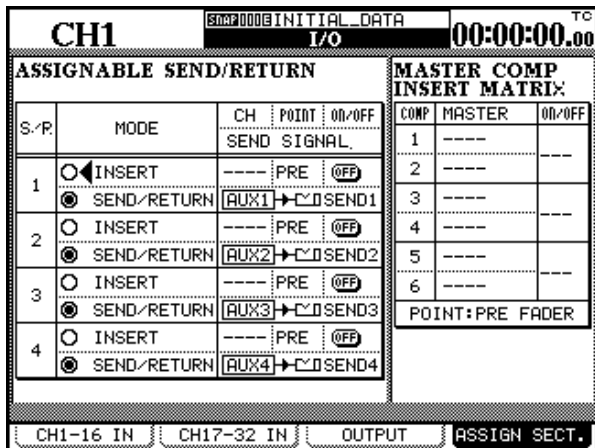 CH1
SNAP 000 INITIAL_DATA
I/O
TC
00:00:00.00
ASSIGNABLE SEND/RETURN
S/R
MODE
CH POINT ON/OFF
SEND SIGNAL
1
INSERT ---- PRE OFF
SEND/RETURN AUX1 SEND1
2
INSERT ---- PRE OFF
SEND/RETURN AUX2 SEND2
3
INSERT ---- PRE OFF
SEND/RETURN AUX3 SEND3
4
INSERT ---- PRE OFF
SEND/RETURN AUX4 SEND4
MASTER COMP
INSERT MATRIX
COMP MASTER ON/OFF
1 ----
---
2 ----
3 ----
---
4 ----
5 ----
---
6 ----
POINT:PRE FADER
CH1-16 IN
CH17-32 IN
OUTPUT
ASSIGN SECT.